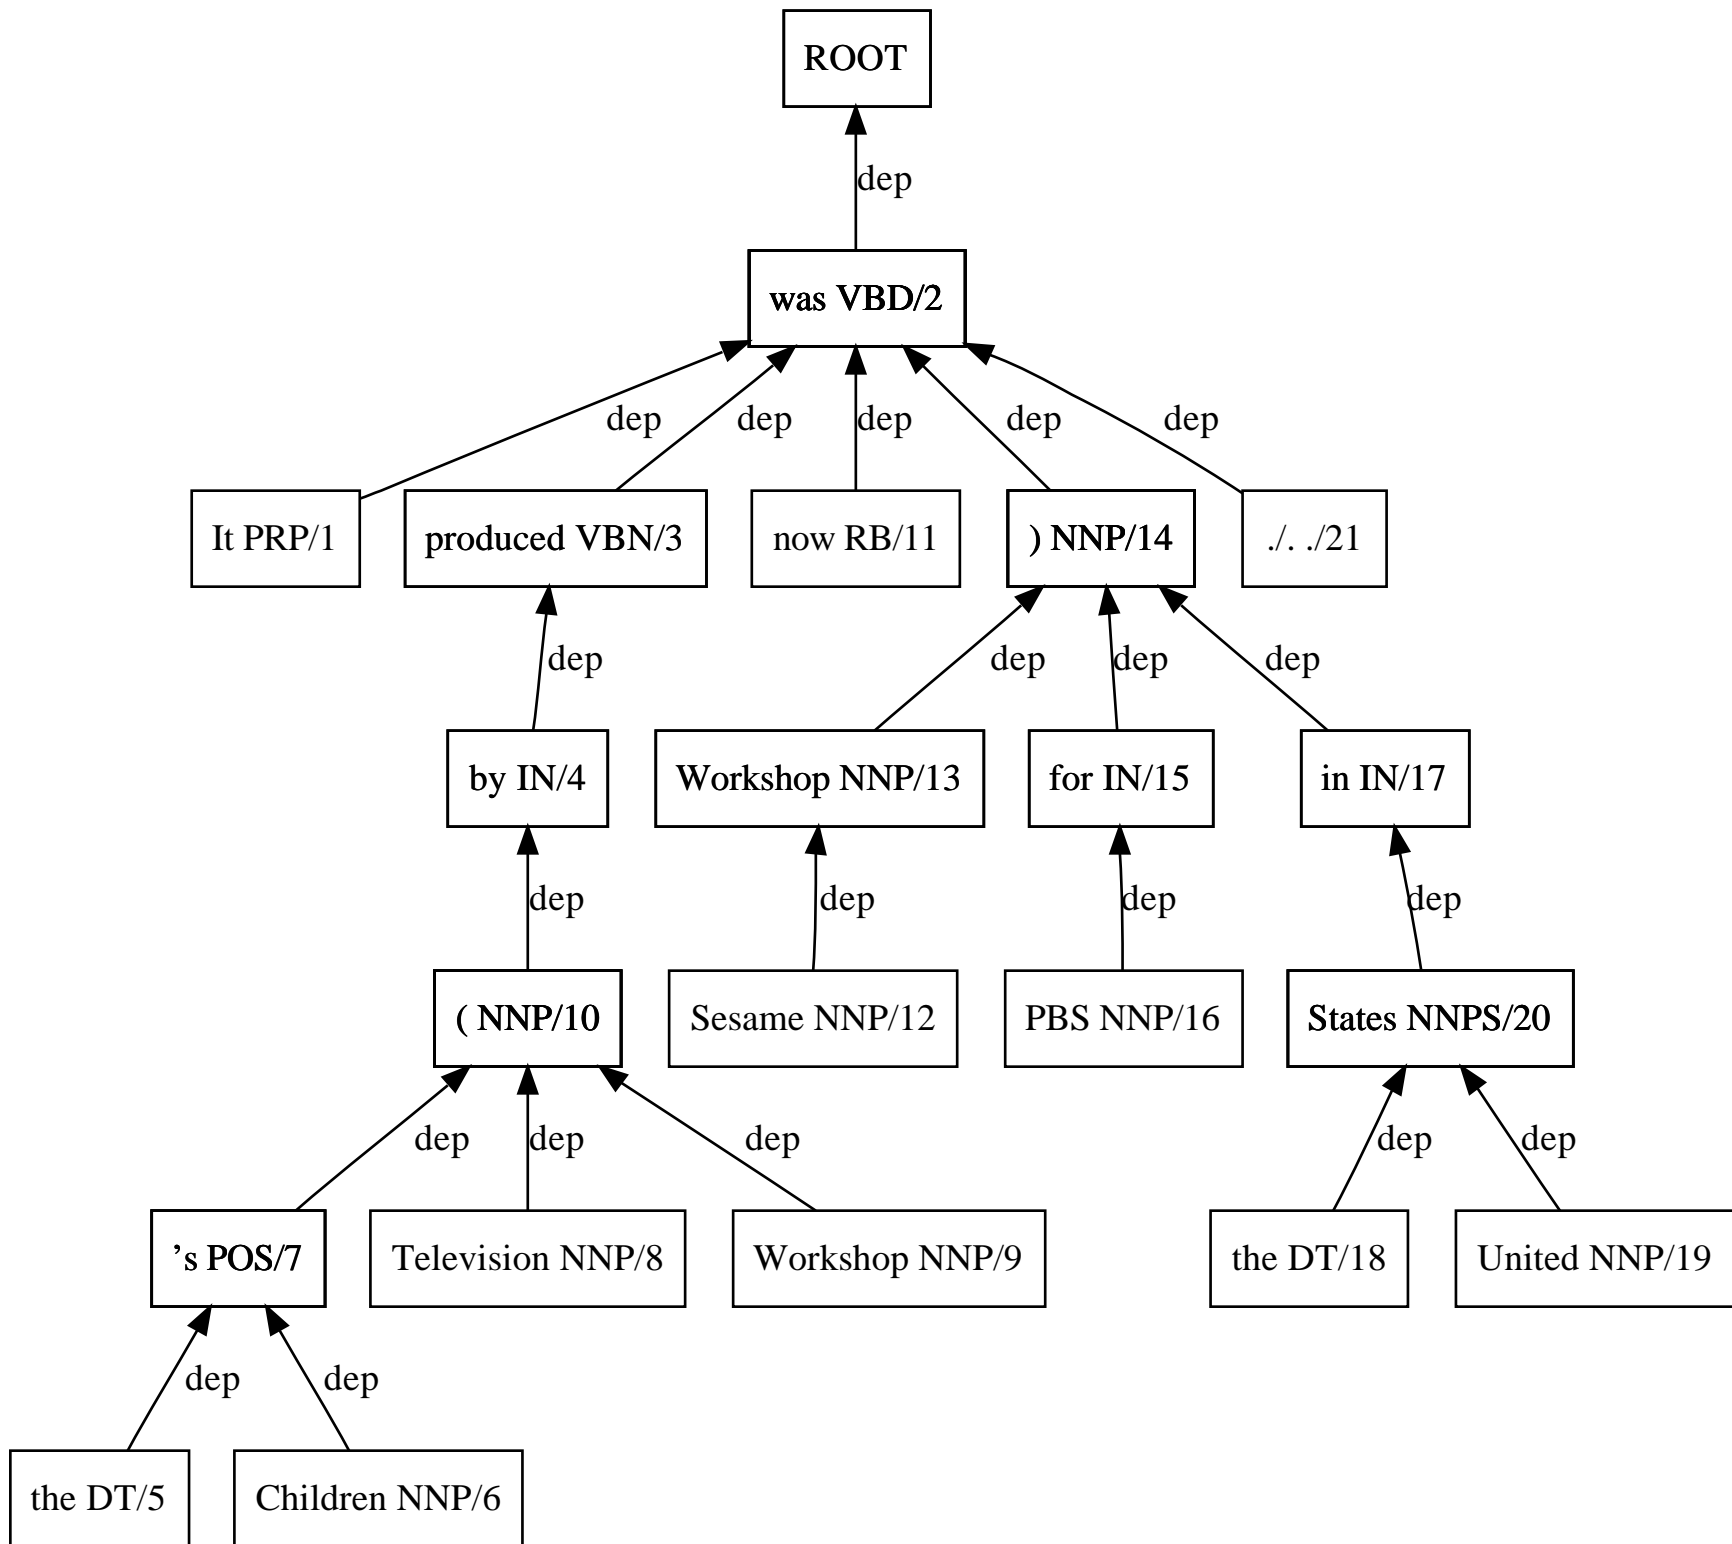 ROOT
dep
was VBD/2
dep dep dep dep dep
It PRP/1 produced VBN/3 now RB/11 ) NNP/14 ./. ./21
dep dep dep dep
by IN/4 Workshop NNP/13 for IN/15 in IN/17
dep dep dep dep
( NNP/10 Sesame NNP/12 PBS NNP/16 States NNPS/20
dep dep dep dep dep
’s POS/7 Television NNP/8 Workshop NNP/9 the DT/18 United NNP/19
dep dep
the DT/5 Children NNP/6